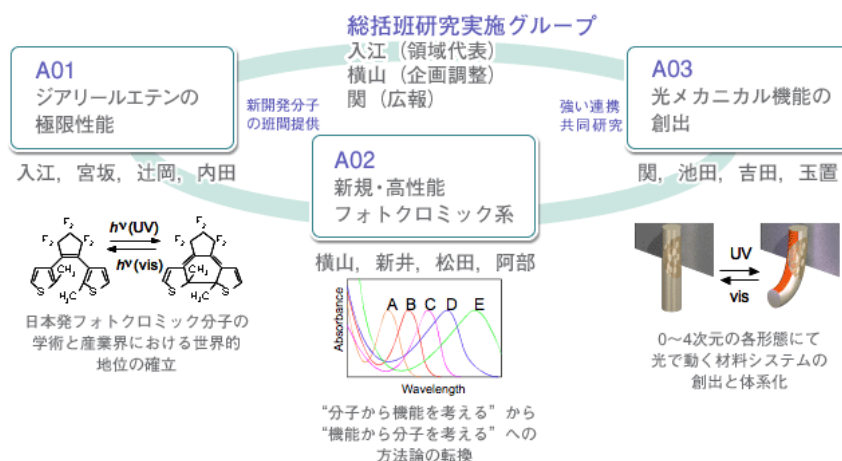 総括班研究実施グループ
入江（領域代表）
横山（企画調整）
関（広報）
A01
ジアリールエテンの
極限性能
入江, 宮坂, 辻岡, 内田
新開発分子
の班間提供
強い連携
共同研究
A02
新規・高性能
フォトクロミック系
横山, 新井, 松田, 阿部
A03
光メカニカル機能の
創出
関, 池田, 吉田, 玉置
F₂
F₂ F₂
hν(UV)
hν(vis)
CH₃
H₃C
S S
F₂
F₂ F₂
CH₃
H₃C
S S
日本発フォトクロミック分子の
学術と産業界における世界的
地位の確立
Absorbance
A B C D E
Wavelength
“分子から機能を考える”から
“機能から分子を考える”への
方法論の転換
UV
vis
0〜4次元の各形態にて
光で動く材料システムの
創出と体系化